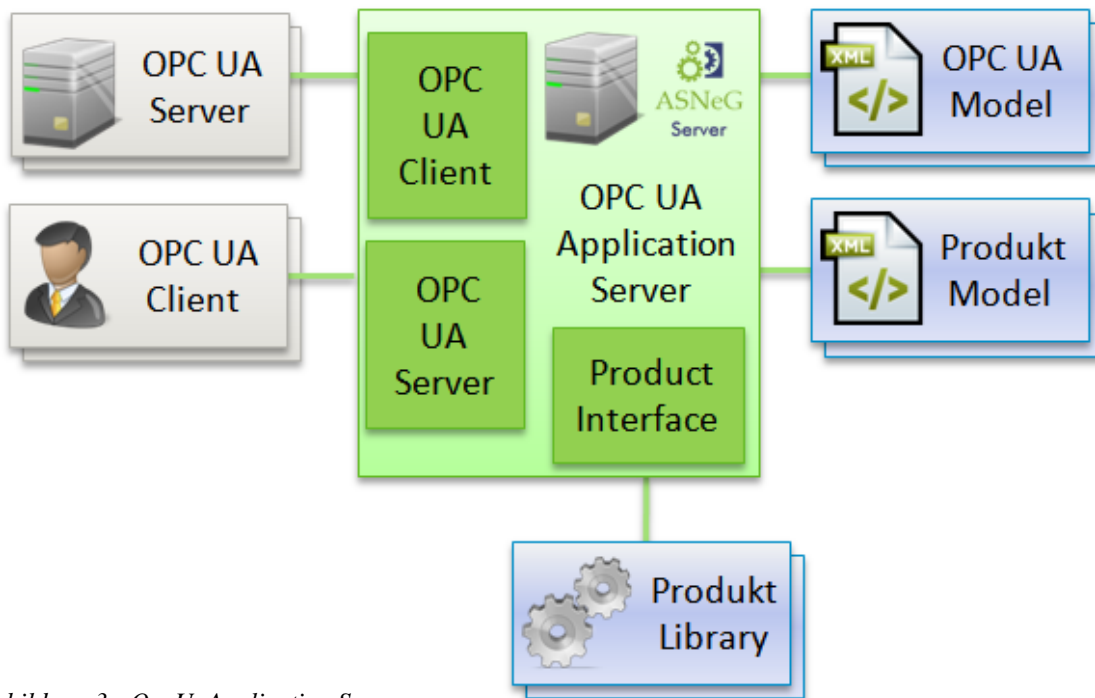 OPC UA
Server
OPC UA
Client
OPC
UA
Client
OPC
UA
Server
ASNeG
Server
OPC UA
Application
Server
Product
Interface
XML
</>
OPC UA
Model
XML
</>
Produkt
Model
Produkt
Library